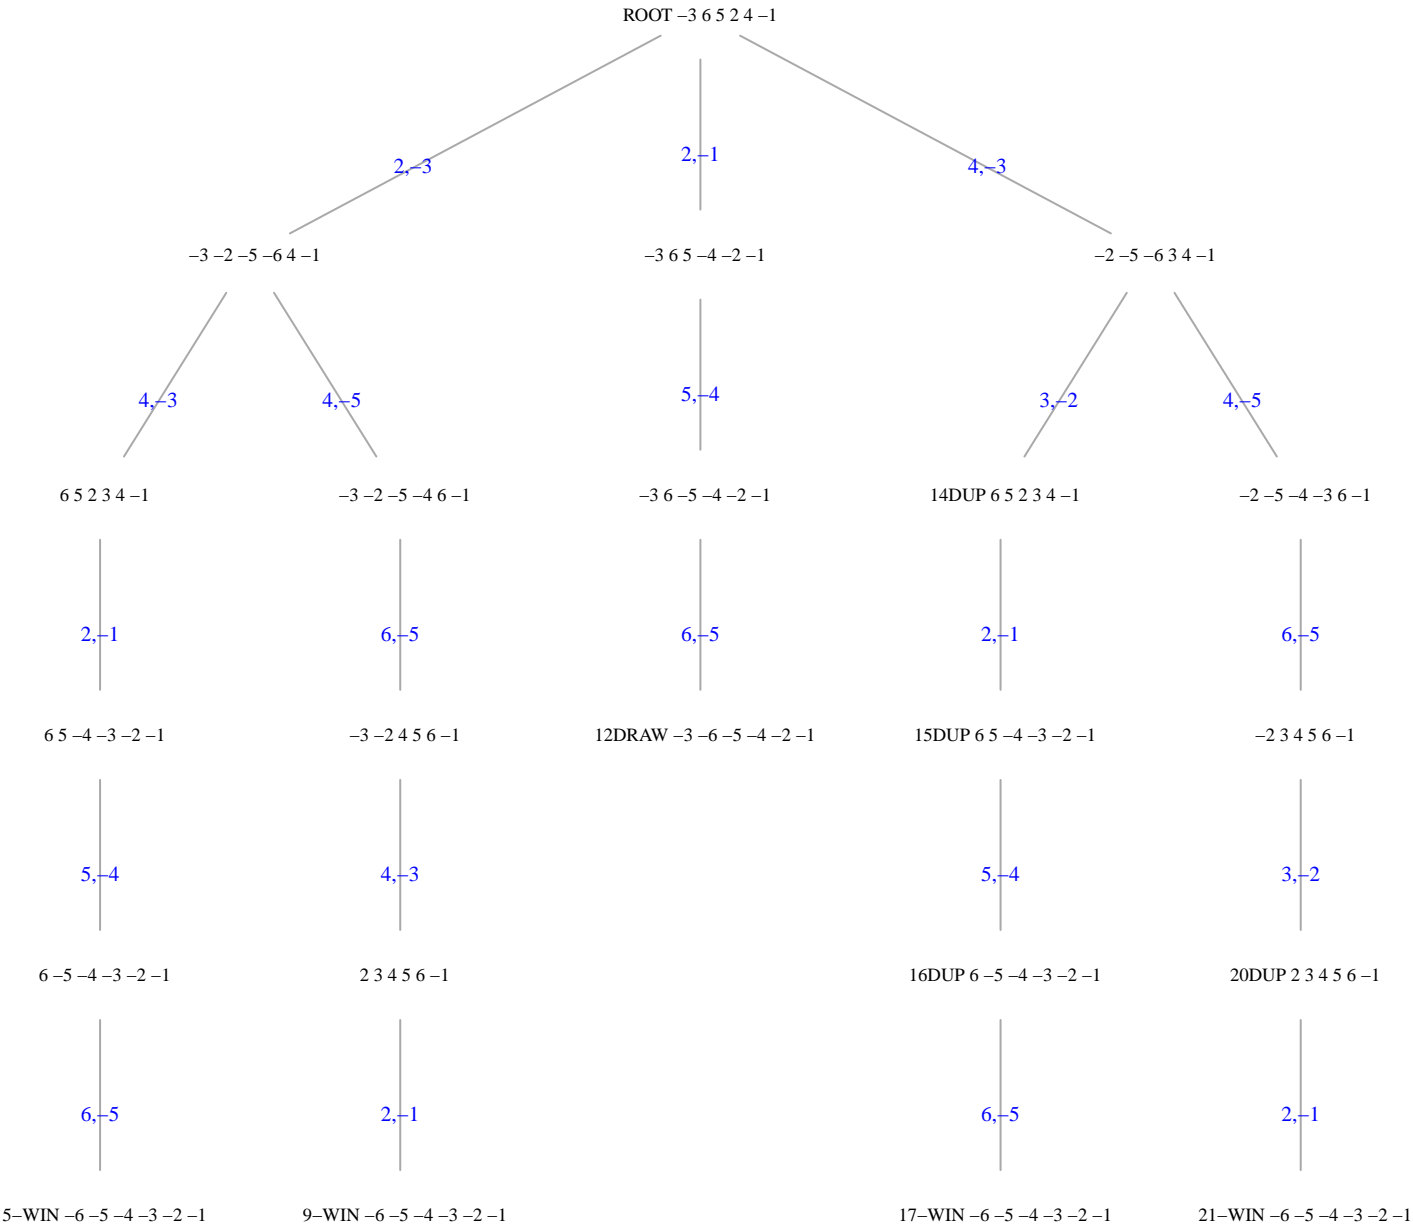 ROOT –3 6 5 2 4 –1
2,–3
2,–1
4,–3
–3 –2 –5 –6 4 –1
–3 6 5 –4 –2 –1
–2 –5 –6 3 4 –1
4,–3
4,–5
5,–4
3,–2
4,–5
6 5 2 3 4 –1
–3 –2 –5 –4 6 –1
–3 6 –5 –4 –2 –1
14DUP 6 5 2 3 4 –1
–2 –5 –4 –3 6 –1
2,–1
6,–5
6,–5
2,–1
6,–5
6 5 –4 –3 –2 –1
–3 –2 4 5 6 –1
12DRAW –3 –6 –5 –4 –2 –1
15DUP 6 5 –4 –3 –2 –1
–2 3 4 5 6 –1
5,–4
4,–3
5,–4
3,–2
6 –5 –4 –3 –2 –1
2 3 4 5 6 –1
16DUP 6 –5 –4 –3 –2 –1
20DUP 2 3 4 5 6 –1
6,–5
2,–1
6,–5
2,–1
5–WIN –6 –5 –4 –3 –2 –1
9–WIN –6 –5 –4 –3 –2 –1
17–WIN –6 –5 –4 –3 –2 –1
21–WIN –6 –5 –4 –3 –2 –1